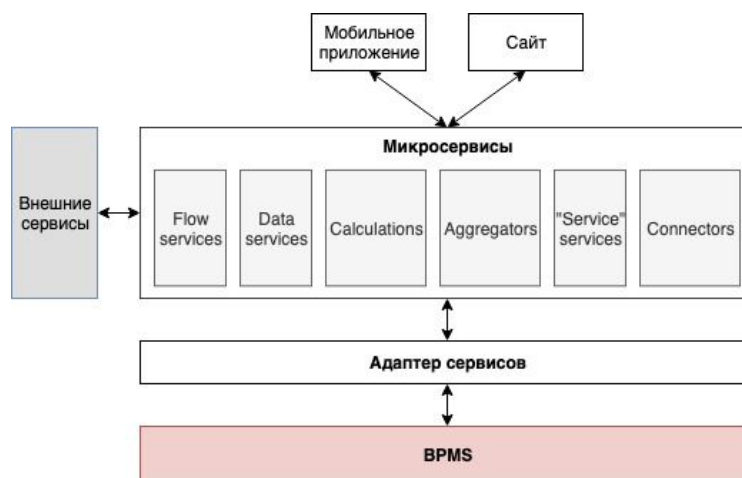 Мобильное
приложение
Сайт
Микросервисы
Внешние
сервисы
Flow
services
Data
services
Calculations
Aggregators
"Service"
services
Connectors
Адаптер сервисов
BPMS